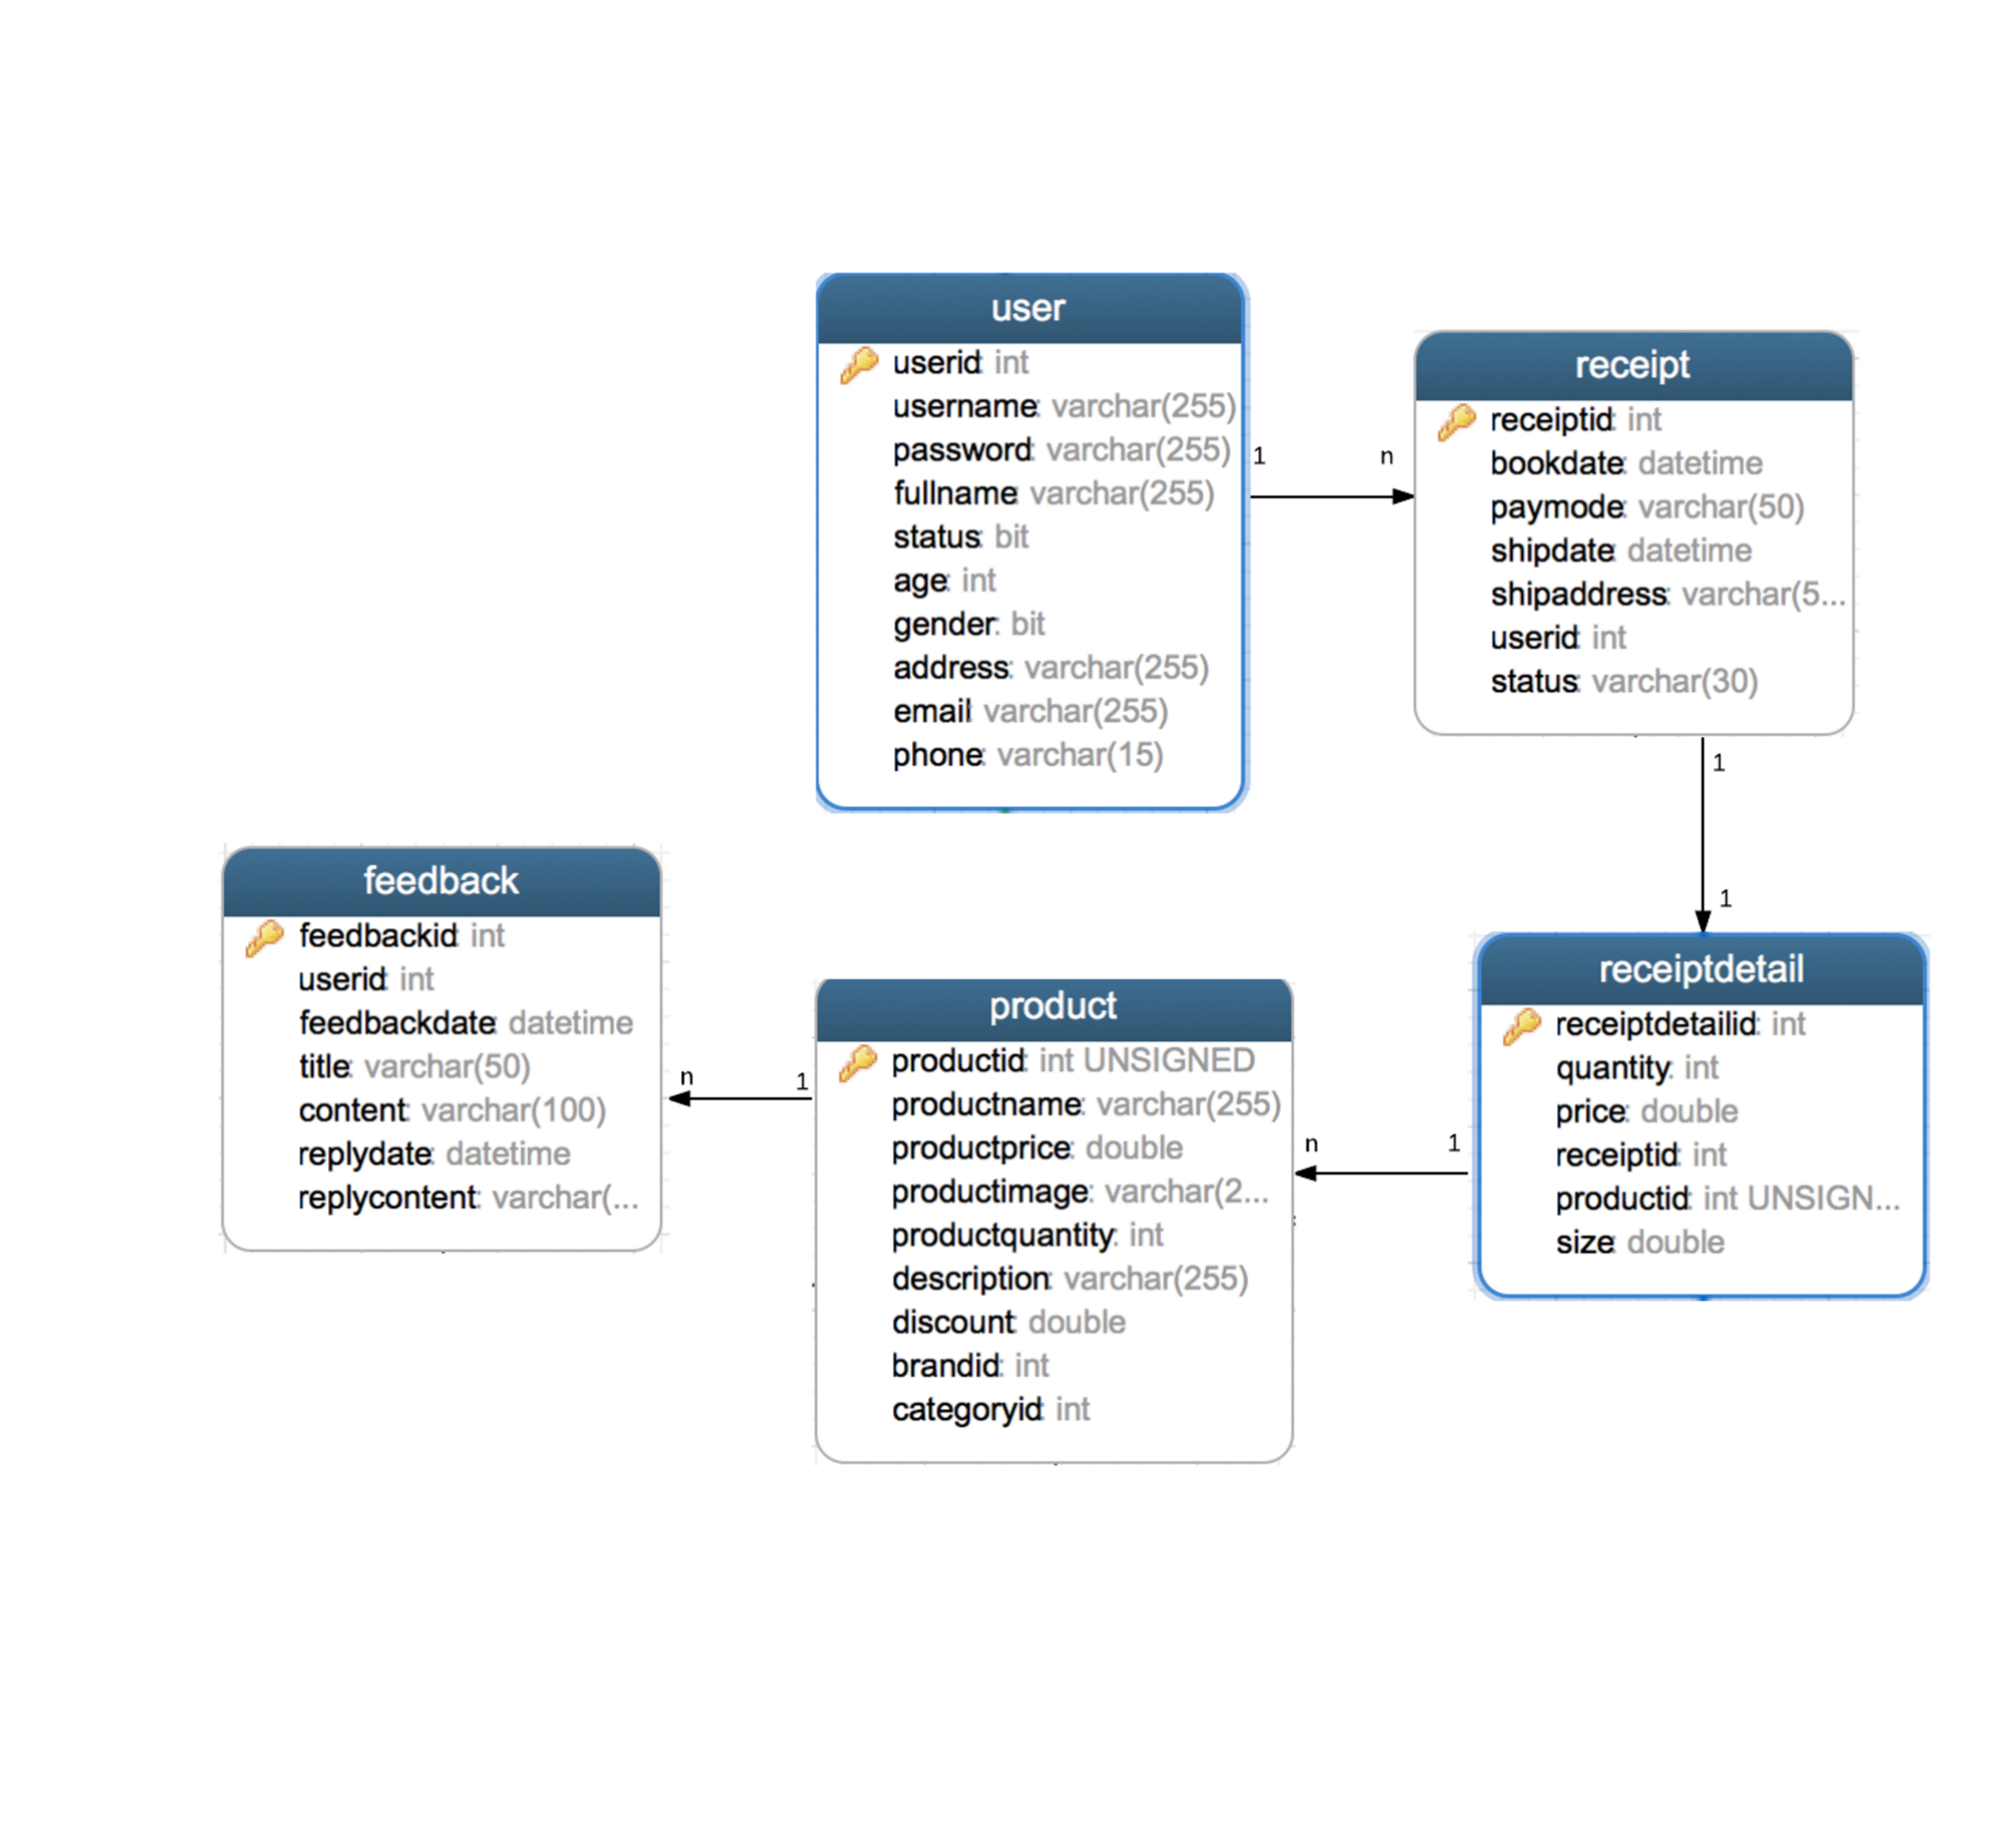 user
userid: int
username: varchar(255)
password: varchar(255)
fullname: varchar(255)
status: bit
age: int
gender: bit
address: varchar(255)
email: varchar(255)
phone: varchar(15)
1
n
receipt
receiptid: int
bookdate: datetime
paymode: varchar(50)
shipdate: datetime
shipaddress: varchar(5...
userid: int
status: varchar(30)
1
1
feedback
feedbackid: int
userid: int
feedbackdate: datetime
title: varchar(50)
content: varchar(100)
replydate: datetime
replycontent: varchar(...
n
1
product
productid: int UNSIGNED
productname: varchar(255)
productprice: double
productimage: varchar(2...
productquantity: int
description: varchar(255)
discount: double
brandid: int
categoryid: int
n
1
receiptdetail
receiptdetailid: int
quantity: int
price: double
receiptid: int
productid: int UNSIGN...
size: double